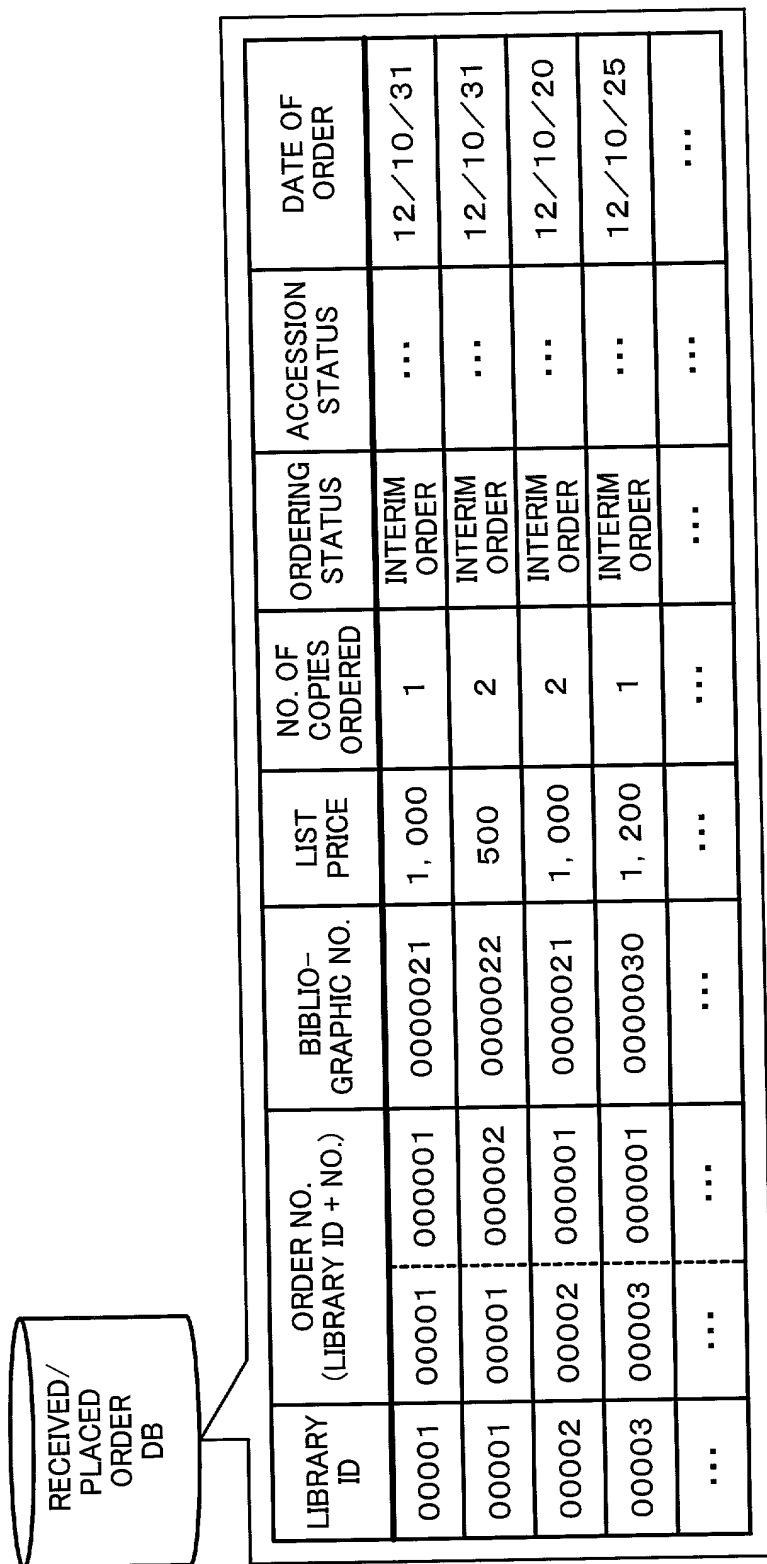 RECEIVED/
PLACED
ORDER
DB
LIBRARY
ID
ORDER NO.
(LIBRARY ID + NO.)
BIBLIO-
GRAPHIC NO.
LIST
PRICE
NO. OF
COPIES
ORDERED
ORDERING
STATUS
ACCESSION
STATUS
DATE OF
ORDER
00001 00001 000001 0000021 1,000 1 INTERIM ORDER ... 12/10/31
00001 00001 000002 0000022 500 2 INTERIM ORDER ... 12/10/31
00002 00002 000001 0000021 1,000 2 INTERIM ORDER ... 12/10/20
00003 00003 000001 0000030 1,200 1 INTERIM ORDER ... 12/10/25
... ... ... ... ... ... ... ... ...